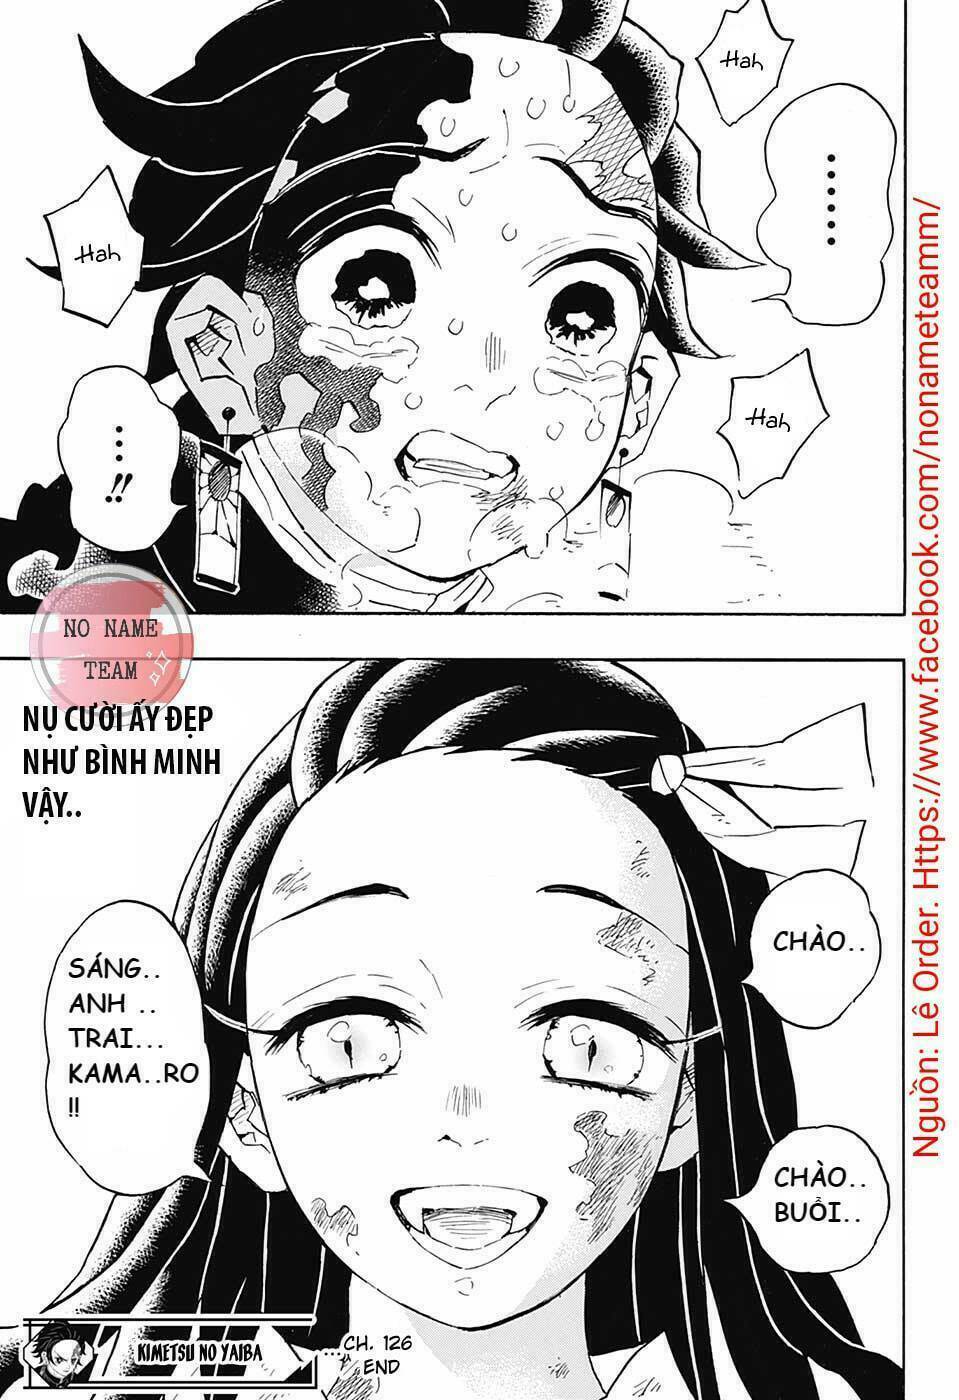 Hah
......
Hah
Hah
...!!
NO NAME
TEAM
NỤ CƯỜI ẤY ĐẸP
NHƯ BÌNH MINH
VẬY..
CHÀO..
CHÀO..
BUỔI..
SÁNG..
ANH ..
TRAI...
KAMA..RO
!!
KIMETSU NO YAIBA
...CH. 126
END
Nguồn: Lê Order. Https://www.facebook.com/nonameteamm/